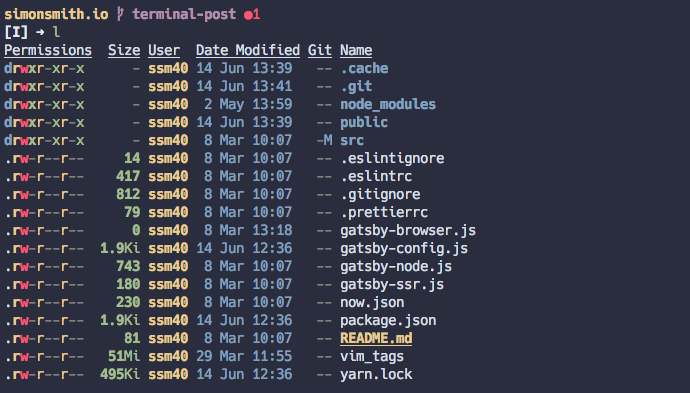 simonsmith.io ᚠ terminal-post ●1
[I] ➜ l
Permissions Size User Date Modified Git Name
drwxr-xr-x - ssm40 14 Jun 13:39 -- .cache
drwxr-xr-x - ssm40 14 Jun 13:41 -- .git
drwxr-xr-x - ssm40 2 May 13:59 -- node_modules
drwxr-xr-x - ssm40 14 Jun 13:39 -- public
drwxr-xr-x - ssm40 8 Mar 10:07 -M src
.rw-r--r-- 14 ssm40 8 Mar 10:07 -- .eslintignore
.rw-r--r-- 417 ssm40 8 Mar 10:07 -- .eslintrc
.rw-r--r-- 812 ssm40 8 Mar 10:07 -- .gitignore
.rw-r--r-- 79 ssm40 8 Mar 10:07 -- .prettierrc
.rw-r--r-- 0 ssm40 8 Mar 13:18 -- gatsby-browser.js
.rw-r--r-- 1.9Ki ssm40 14 Jun 12:36 -- gatsby-config.js
.rw-r--r-- 743 ssm40 8 Mar 10:07 -- gatsby-node.js
.rw-r--r-- 180 ssm40 8 Mar 10:07 -- gatsby-ssr.js
.rw-r--r-- 230 ssm40 8 Mar 10:07 -- now.json
.rw-r--r-- 1.9Ki ssm40 14 Jun 12:36 -- package.json
.rw-r--r-- 81 ssm40 8 Mar 10:07 -- README.md
.rw-r--r-- 51Mi ssm40 29 Mar 11:55 -- vim_tags
.rw-r--r-- 495Ki ssm40 14 Jun 12:36 -- yarn.lock